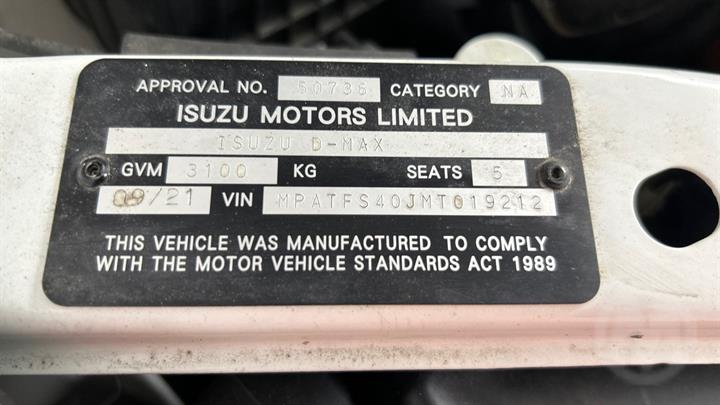 APPROVAL NO. 60736 CATEGORY NA
ISUZU MOTORS LIMITED
ISUZU D-MAX
GVM 3100 KG SEATS 5
09/21 VIN MPATFS40JMT019212
THIS VEHICLE WAS MANUFACTURED TO COMPLY
WITH THE MOTOR VEHICLE STANDARDS ACT 1989